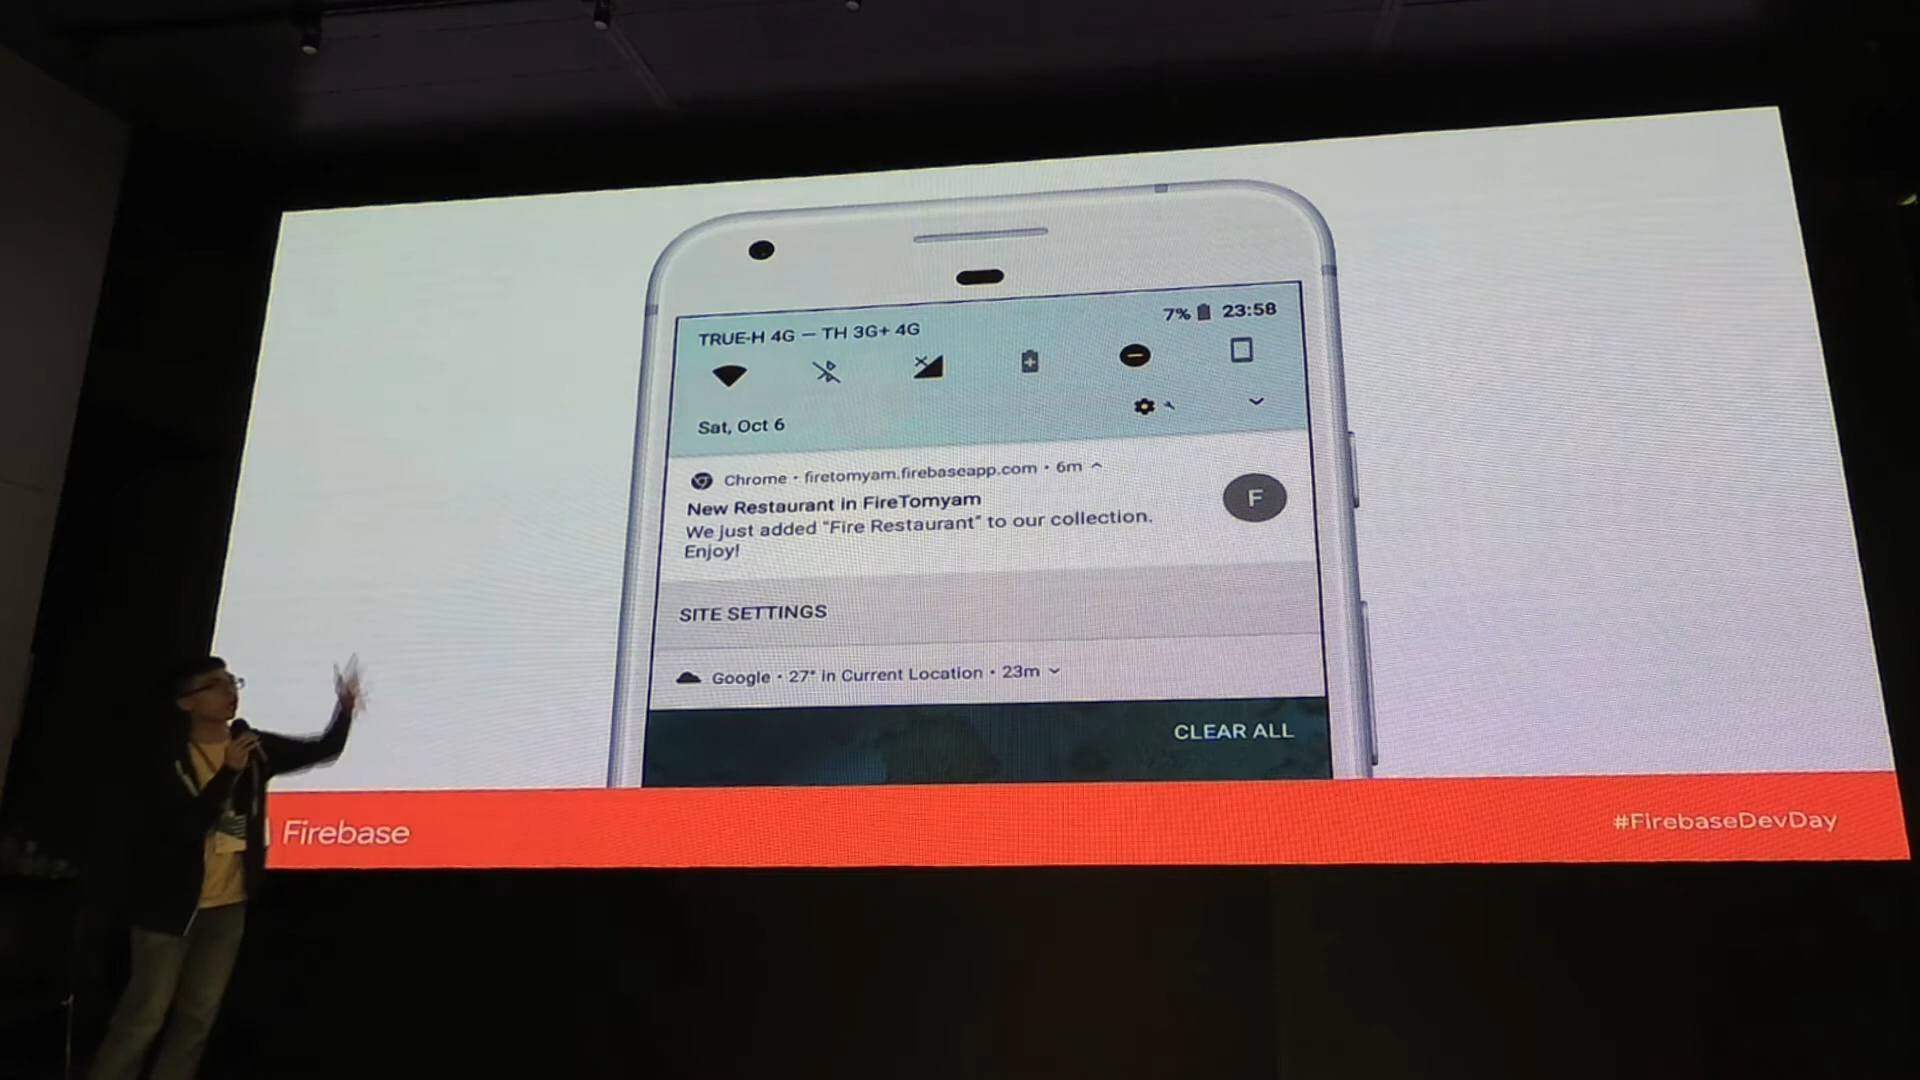 TRUE-H 4G — TH 3G+ 4G
7% 23:58
Sat, Oct 6
Chrome • firetomyam.firebaseapp.com • 6m
New Restaurant in FireTomyam
We just added "Fire Restaurant" to our collection.
Enjoy!
F
SITE SETTINGS
Google • 27° in Current Location • 23m
CLEAR ALL
Firebase
#FirebaseDevDay